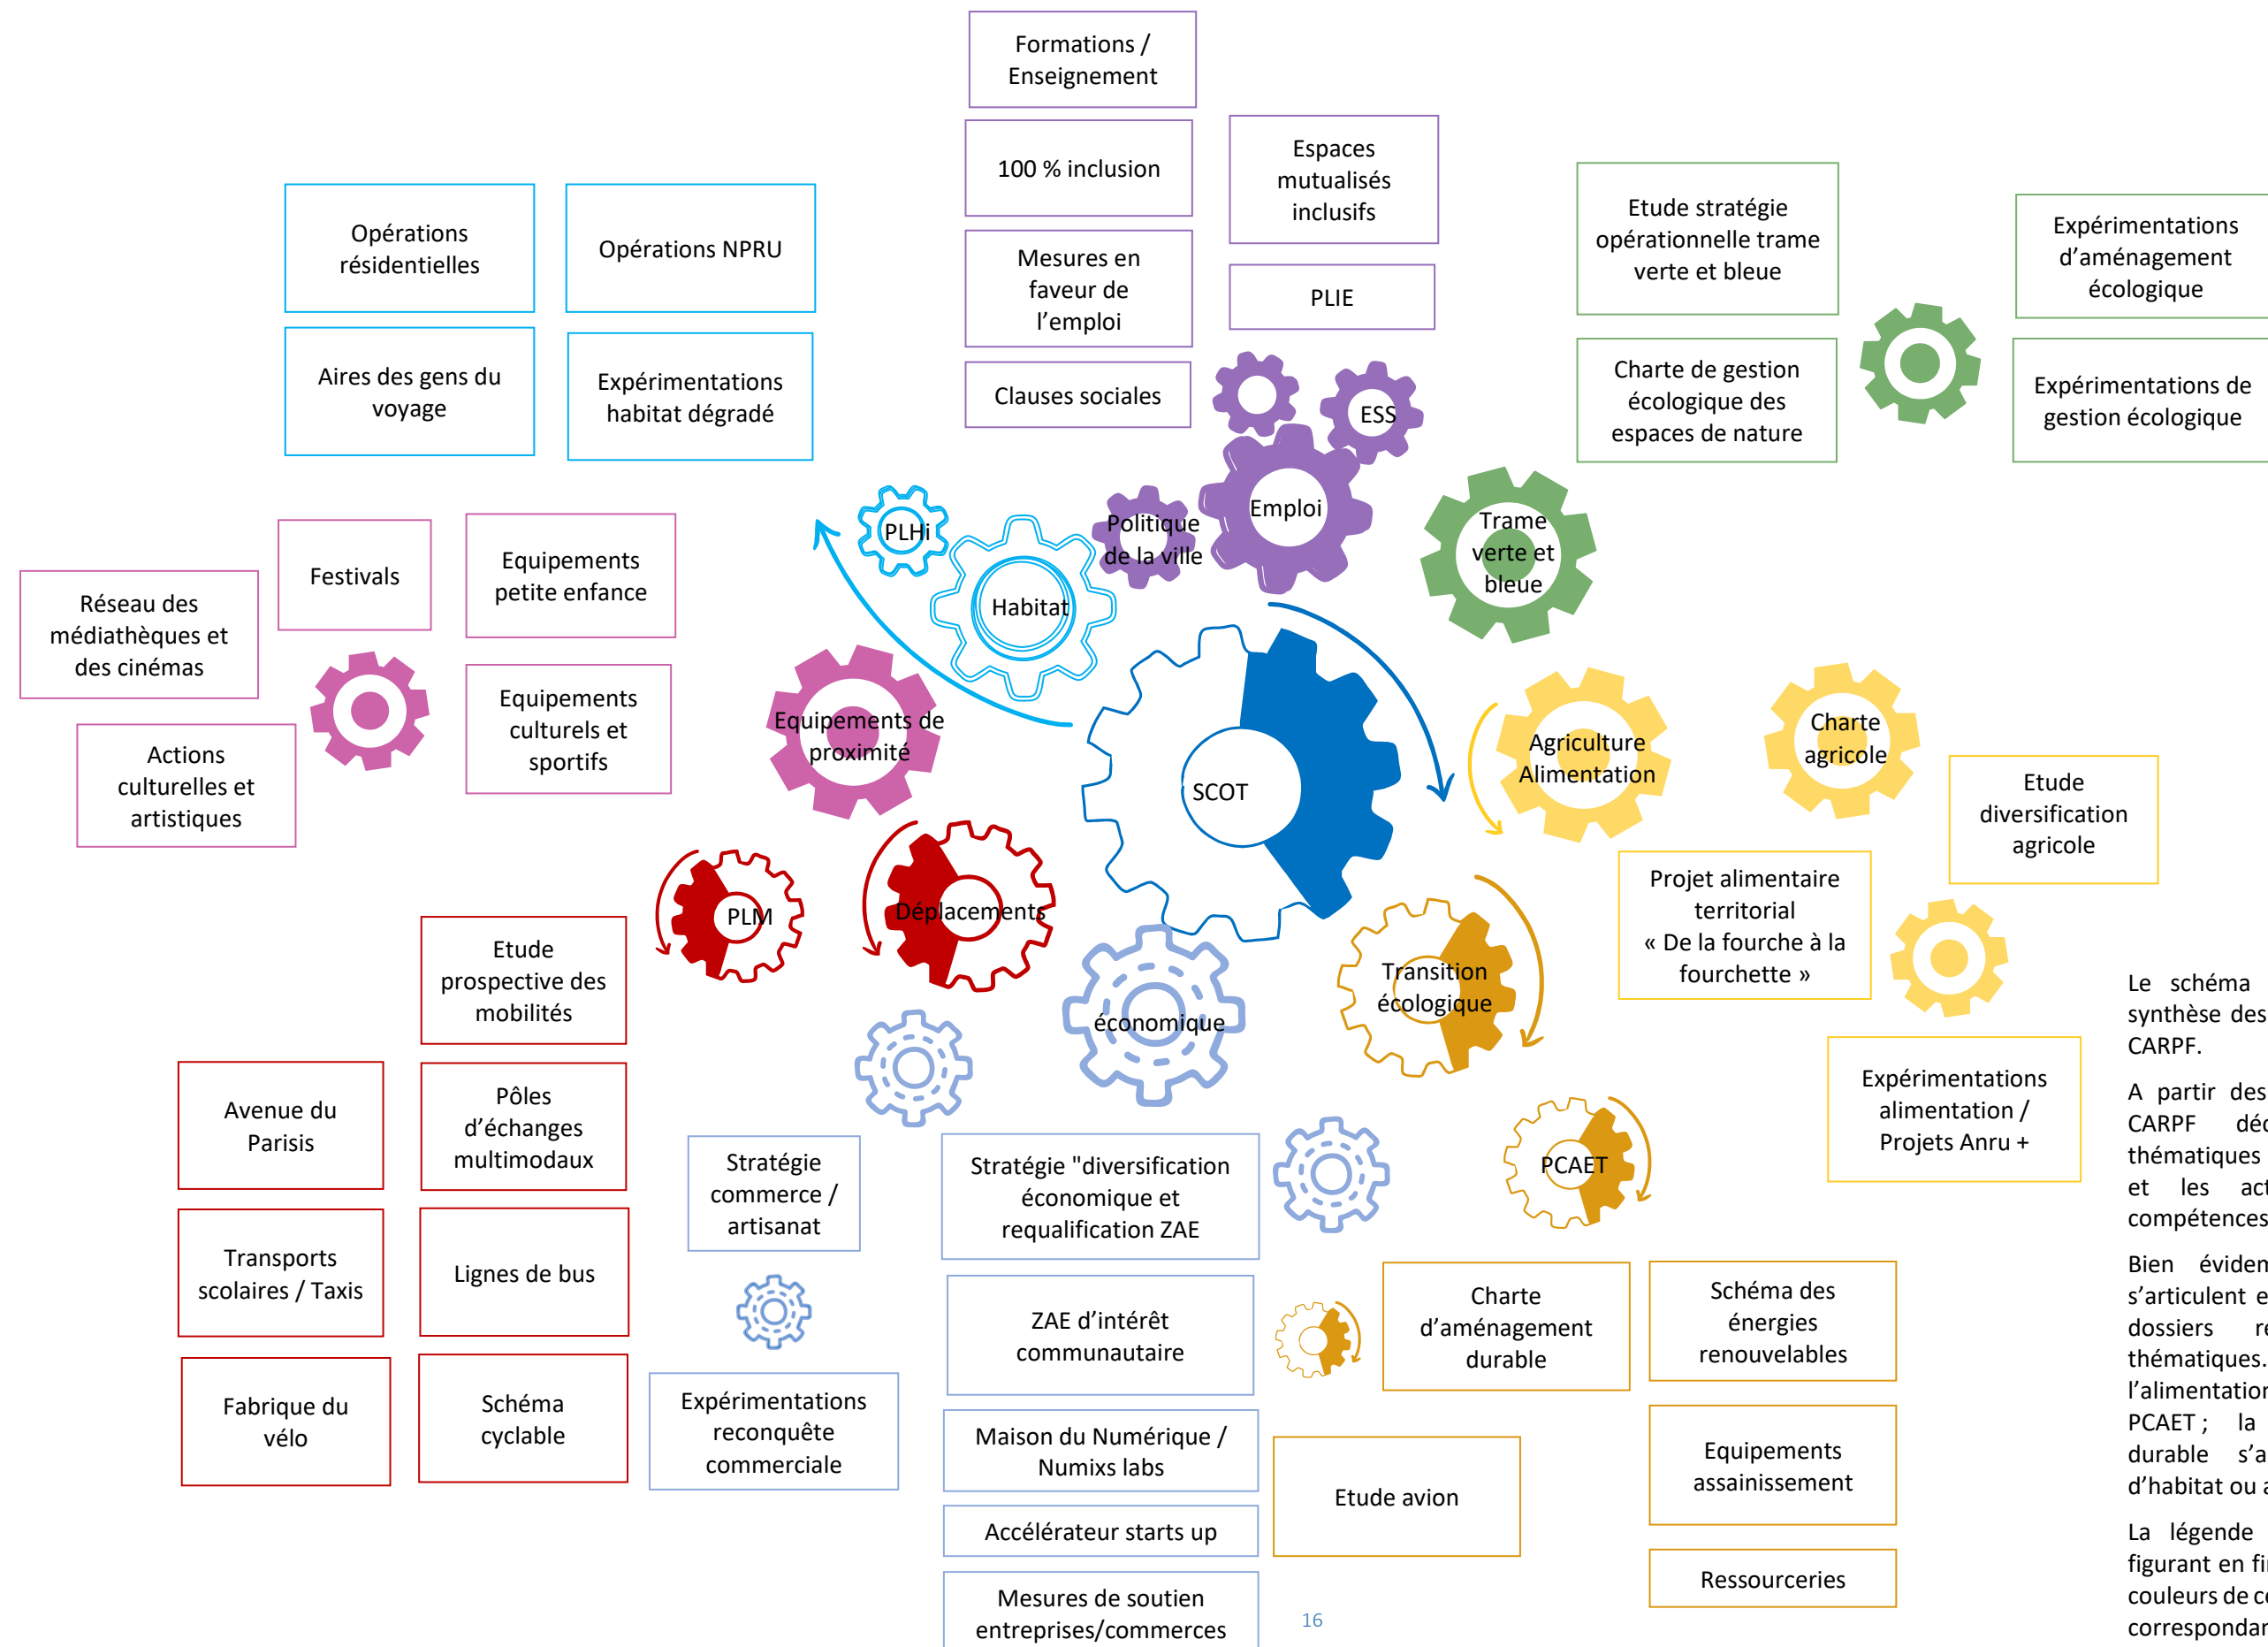 Formations /
Enseignement
100 % inclusion
Espaces
mutualisés
inclusifs
Mesures en
faveur de
l'emploi
PLIE
Clauses sociales
ESS
Emploi
Politique
de la ville
Opérations
résidentielles
Opérations NPRU
Aires des gens du
voyage
Expérimentations
habitat dégradé
PLHi
Habitat
Etude stratégie
opérationnelle trame
verte et bleue
Expérimentations
d'aménagement
écologique
Charte de gestion
écologique des
espaces de nature
Expérimentations de
gestion écologique
Trame
verte et
bleue
Festivals
Equipements
petite enfance
Réseau des
médiathèques et
des cinémas
Equipements
culturels et
sportifs
Actions
culturelles et
artistiques
Equipements de
proximité
SCOT
Agriculture
Alimentation
Charte
agricole
Etude
diversification
agricole
Projet alimentaire
territorial
« De la fourche à la
fourchette »
Expérimentations
alimentation /
Projets Anru +
PLM
Déplacements
Etude
prospective des
mobilités
Avenue du
Parisis
Pôles
d'échanges
multimodaux
Transports
scolaires / Taxis
Lignes de bus
Fabrique du
vélo
Schéma
cyclable
économique
Stratégie
commerce /
artisanat
Expérimentations
reconquête
commerciale
Stratégie "diversification
économique et
requalification ZAE
ZAE d'intérêt
communautaire
Maison du Numérique /
Numixs labs
Accélérateur starts up
Mesures de soutien
entreprises/commerces
Transition
écologique
PCAET
Charte
d'aménagement
durable
Schéma des
énergies
renouvelables
Etude avion
Equipements
assainissement
Ressourceries
Le schéma
synthèse des
CARPF.
A partir des
CARPF déc
thématiques
et les act
compétences
Bien éviden
s'articulent e
dossiers re
thématiques.
l'alimentation
PCAET ; la
durable s'a
d'habitat ou a
La légende
figurant en fin
couleurs de co
correspondan
16